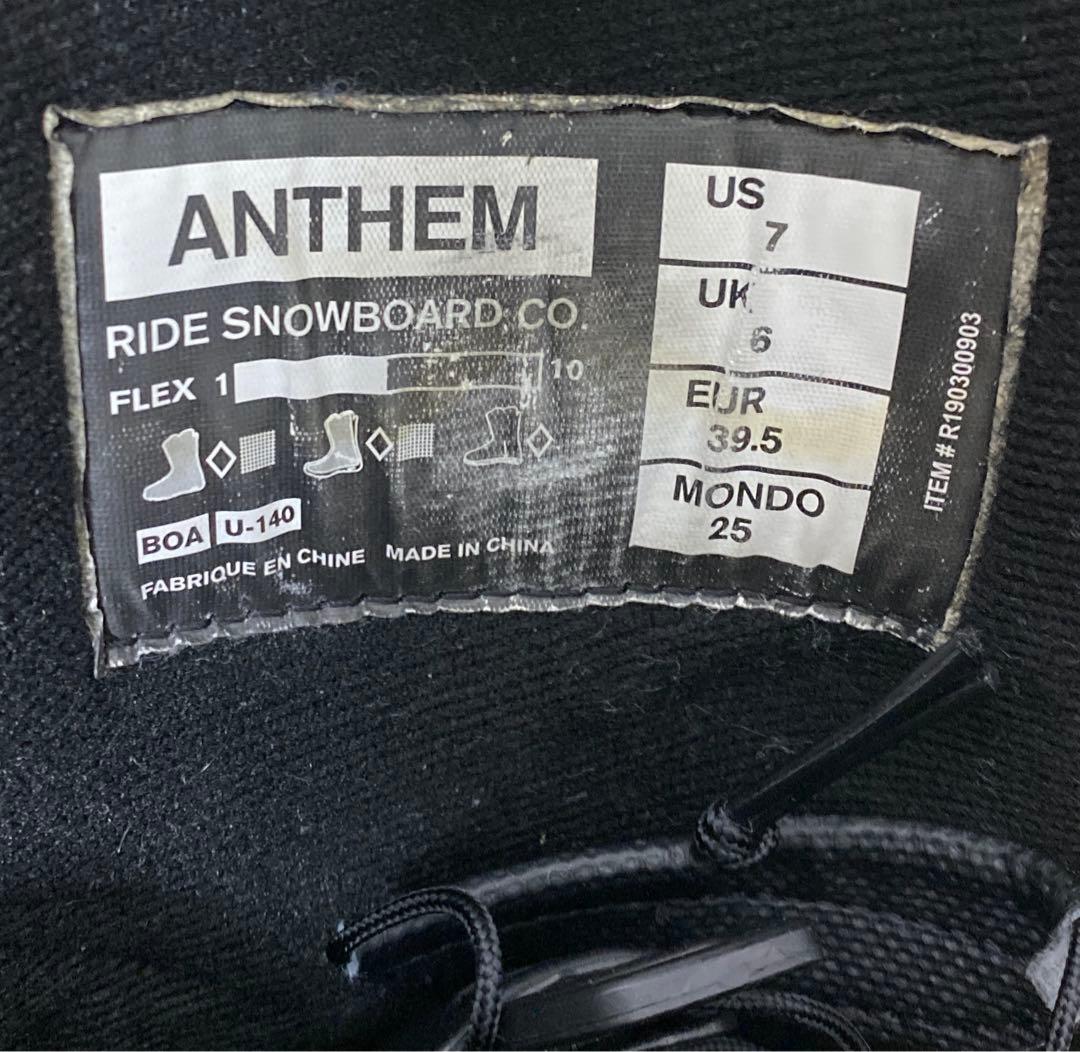 ANTHEM
RIDE SNOWBOARD CO.
FLEX 1 10
BOA U-140
FABRIQUE EN CHINE MADE IN CHINA
US
7
UK
6
EUR
39.5
MONDO
25
ITEM # R190300903